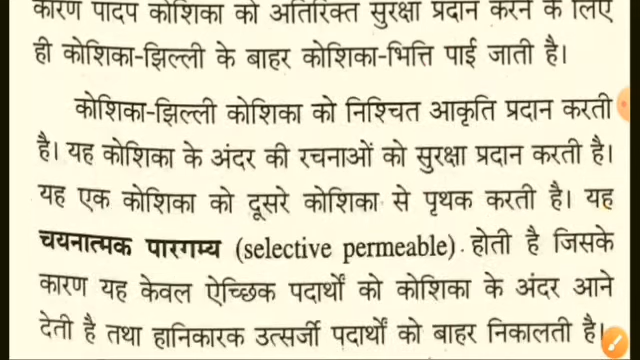 कारण पादप कोशिका को अतिरिक्त सुरक्षा प्रदान करने के लिए
ही कोशिका-झिल्ली के बाहर कोशिका-भित्ति पाई जाती है।
कोशिका-झिल्ली कोशिका को निश्चित आकृति प्रदान करती
है। यह कोशिका के अंदर की रचनाओं को सुरक्षा प्रदान करती है।
यह एक कोशिका को दूसरे कोशिका से पृथक करती है। यह
चयनात्मक पारगम्य (selective permeable) होती है जिसके
कारण यह केवल ऐच्छिक पदार्थों को कोशिका के अंदर आने
देती है तथा हानिकारक उत्सर्जी पदार्थों को बाहर निकालती है।